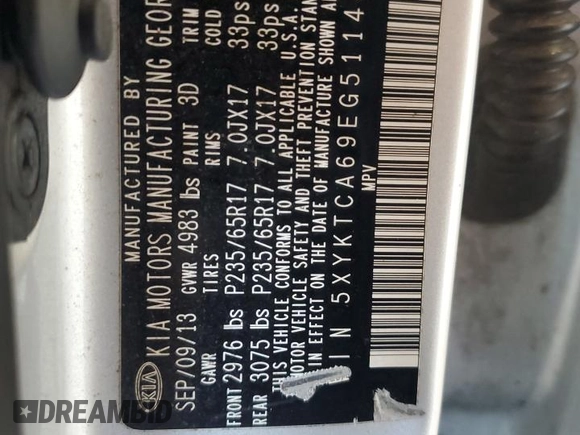 MANUFACTURED BY
KIA
KIA MOTORS MANUFACTURING GEOR
SEP/09/13 GVWR 4983 lbs PAINT 3D TRIM
GAWR TIRES RIMS COLD
FRONT 2976 lbs P235/65R17 7.0JX17 33ps
REAR 3075 lbs P235/65R17 7.0JX17 33ps
THIS VEHICLE CONFORMS TO ALL APPLICABLE U.S.A
MOTOR VEHICLE SAFETY AND THEFT PREVENTION STAN
IN EFFECT ON THE DATE OF MANUFACTURE SHOWN A
IN 5XYKTCA69EG5114
MPV
DREAMBID